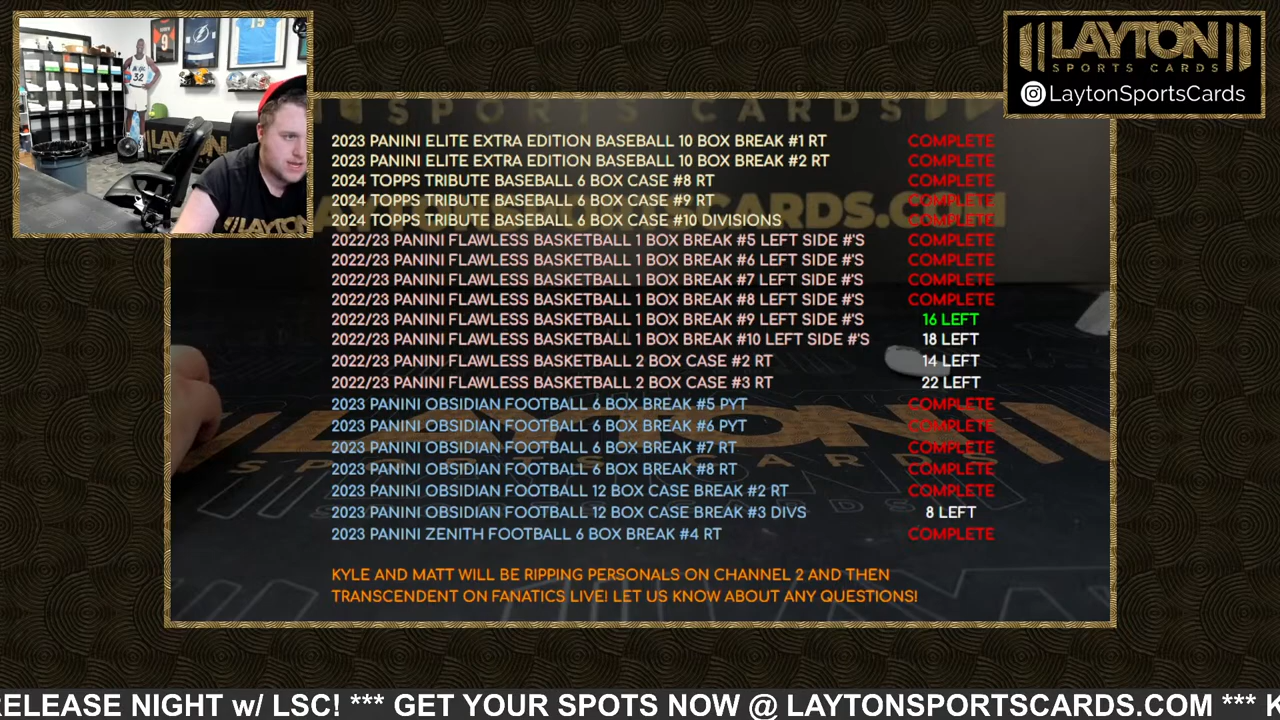 LAYTON
SPORTS CARDS
LaytonSportsCards
SPORTS CARDS
2023 PANINI ELITE EXTRA EDITION BASEBALL 10 BOX BREAK #1 RT COMPLETE
2023 PANINI ELITE EXTRA EDITION BASEBALL 10 BOX BREAK #2 RT COMPLETE
2024 TOPPS TRIBUTE BASEBALL 6 BOX CASE #8 RT COMPLETE
2024 TOPPS TRIBUTE BASEBALL 6 BOX CASE #9 RT COMPLETE
2024 TOPPS TRIBUTE BASEBALL 6 BOX CASE #10 DIVISIONS COMPLETE
2022/23 PANINI FLAWLESS BASKETBALL 1 BOX BREAK #5 LEFT SIDE #'S COMPLETE
2022/23 PANINI FLAWLESS BASKETBALL 1 BOX BREAK #6 LEFT SIDE #'S COMPLETE
2022/23 PANINI FLAWLESS BASKETBALL 1 BOX BREAK #7 LEFT SIDE #'S COMPLETE
2022/23 PANINI FLAWLESS BASKETBALL 1 BOX BREAK #8 LEFT SIDE #'S COMPLETE
2022/23 PANINI FLAWLESS BASKETBALL 1 BOX BREAK #9 LEFT SIDE #'S 16 LEFT
2022/23 PANINI FLAWLESS BASKETBALL 1 BOX BREAK #10 LEFT SIDE #'S 18 LEFT
2022/23 PANINI FLAWLESS BASKETBALL 2 BOX CASE #2 RT 14 LEFT
2022/23 PANINI FLAWLESS BASKETBALL 2 BOX CASE #3 RT 22 LEFT
2023 PANINI OBSIDIAN FOOTBALL 6 BOX BREAK #5 PYT COMPLETE
2023 PANINI OBSIDIAN FOOTBALL 6 BOX BREAK #6 PYT COMPLETE
2023 PANINI OBSIDIAN FOOTBALL 6 BOX BREAK #7 RT COMPLETE
2023 PANINI OBSIDIAN FOOTBALL 6 BOX BREAK #8 RT COMPLETE
2023 PANINI OBSIDIAN FOOTBALL 12 BOX CASE BREAK #2 RT COMPLETE
2023 PANINI OBSIDIAN FOOTBALL 12 BOX CASE BREAK #3 DIVS 8 LEFT
2023 PANINI ZENITH FOOTBALL 6 BOX BREAK #4 RT COMPLETE
KYLE AND MATT WILL BE RIPPING PERSONALS ON CHANNEL 2 AND THEN
TRANSCENDENT ON FANATICS LIVE! LET US KNOW ABOUT ANY QUESTIONS!
RELEASE NIGHT w/ LSC! *** GET YOUR SPOTS NOW @ LAYTONSPORTSCARDS.COM *** K